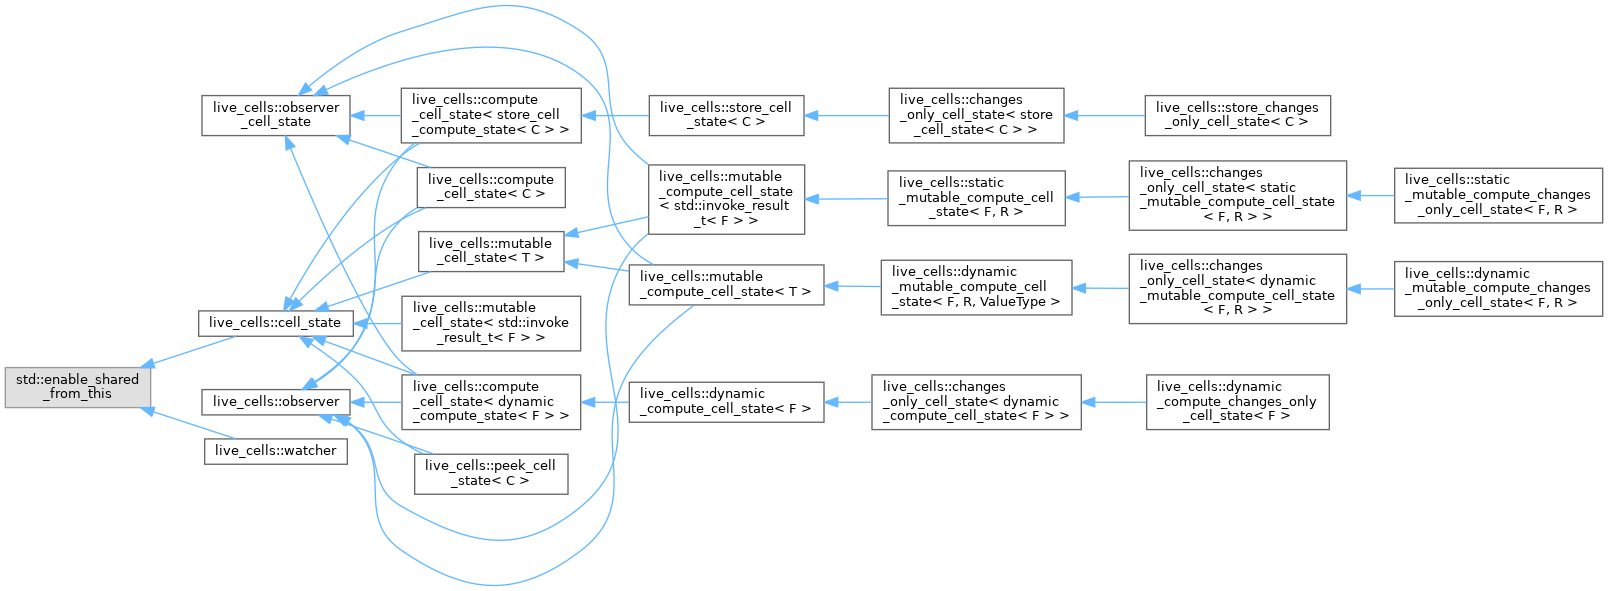 std::enable_shared
_from_this
live_cells::observer
_cell_state
live_cells::cell_state
live_cells::observer
live_cells::watcher
live_cells::compute
_cell_state< store_cell
_compute_state< C > >
live_cells::compute
_cell_state< C >
live_cells::mutable
_cell_state< T >
live_cells::mutable
_cell_state< std::invoke
_result_t< F > >
live_cells::compute
_cell_state< dynamic
_compute_state< F > >
live_cells::peek_cell
_state< C >
live_cells::store_cell
_state< C >
live_cells::mutable
_compute_cell_state
< std::invoke_result
_t< F > >
live_cells::mutable
_compute_cell_state< T >
live_cells::dynamic
_compute_cell_state< F >
live_cells::changes
_only_cell_state< store
_cell_state< C > >
live_cells::static
_mutable_compute_cell
_state< F, R >
live_cells::dynamic
_mutable_compute_cell
_state< F, R, ValueType >
live_cells::changes
_only_cell_state< dynamic
_compute_cell_state< F > >
live_cells::store_changes
_only_cell_state< C >
live_cells::changes
_only_cell_state< static
_mutable_compute_cell_state
< F, R > >
live_cells::changes
_only_cell_state< dynamic
_mutable_compute_cell_state
< F, R > >
live_cells::dynamic
_compute_changes_only
_cell_state< F >
live_cells::static
_mutable_compute_changes
_only_cell_state< F, R >
live_cells::dynamic
_mutable_compute_changes
_only_cell_state< F, R >